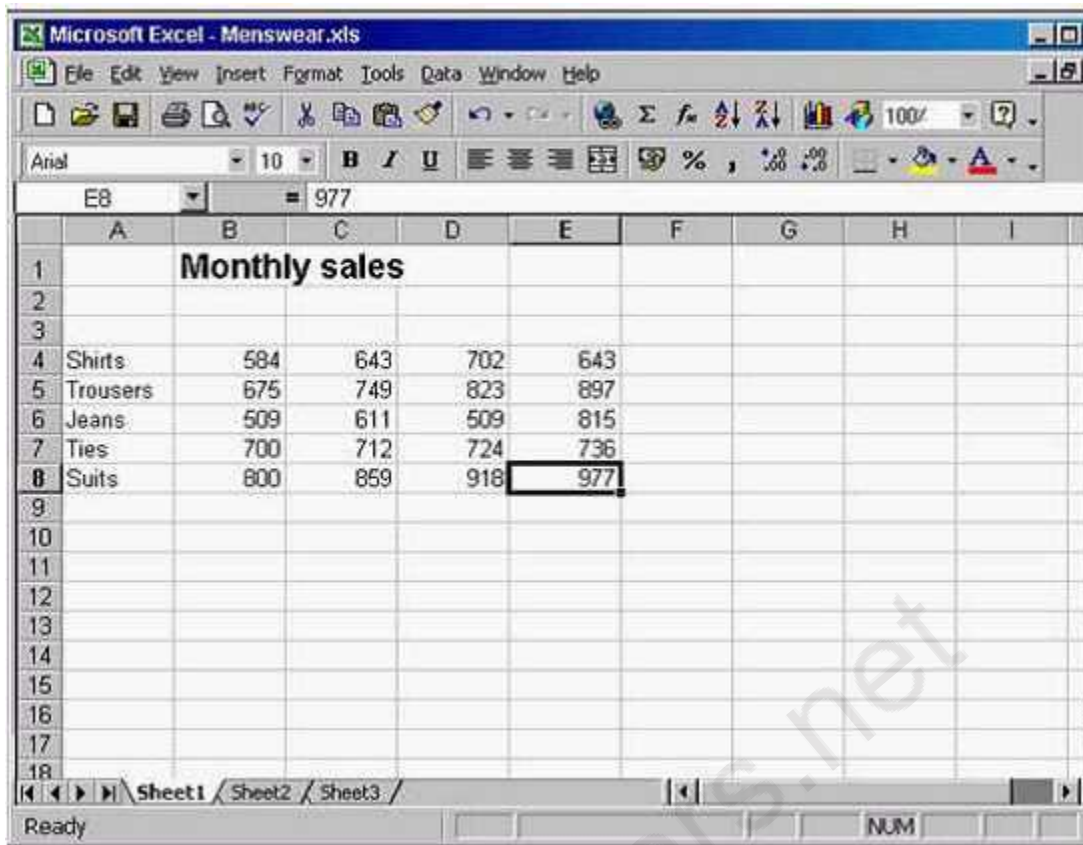 Microsoft Excel - Menswear.xls
File Edit View Insert Format Tools Data Window Help
100%
Arial 10 B I U % ,
E8 = 977
A B C D E F G H I
1 Monthly sales
2
3
4 Shirts 584 643 702 643
5 Trousers 675 749 823 897
6 Jeans 509 611 509 815
7 Ties 700 712 724 736
8 Suits 800 859 918 977
9
10
11
12
13
14
15
16
17
18
Sheet1 Sheet2 Sheet3
Ready NUM